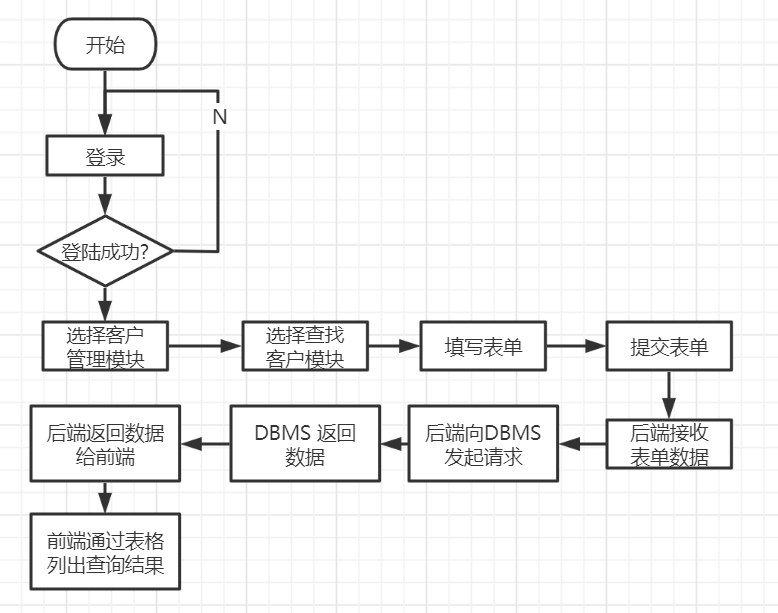 开始
N
登录
登陆成功?
选择客户
管理模块
选择查找
客户模块
填写表单
提交表单
后端接收
表单数据
后端向DBMS
发起请求
DBMS 返回
数据
后端返回数据
给前端
前端通过表格
列出查询结果